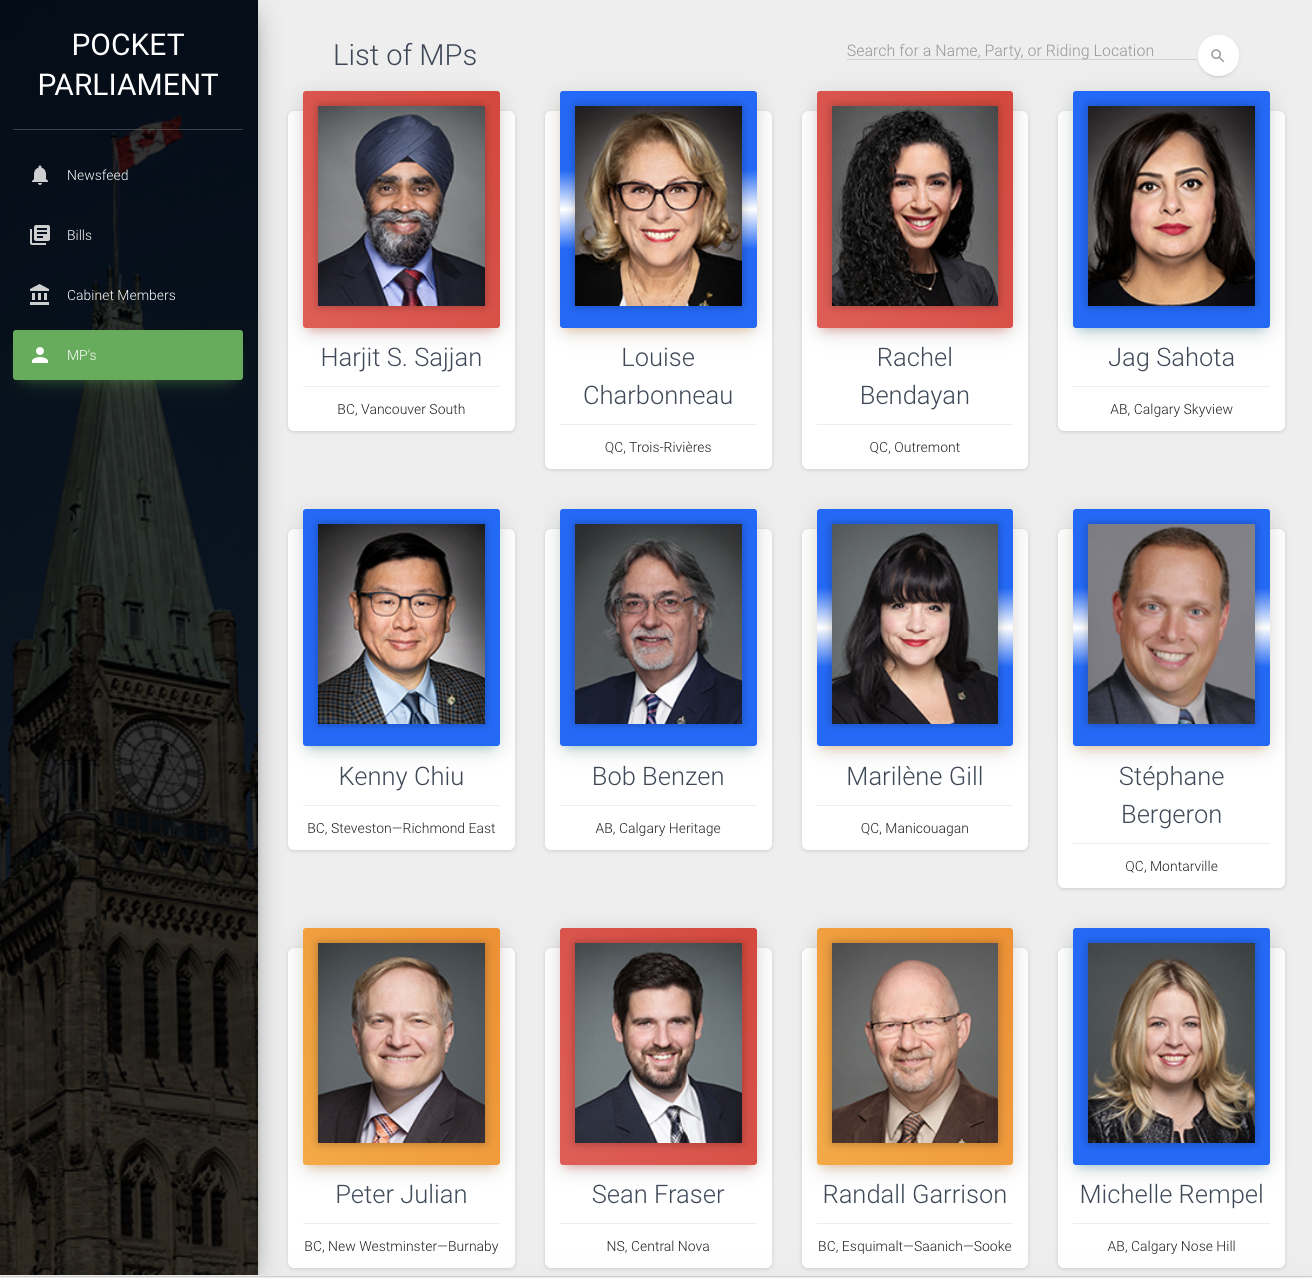 POCKET
PARLIAMENT
Newsfeed
Bills
Cabinet Members
MP's
List of MPs
Search for a Name, Party, or Riding Location
Harjit S. Sajjan
BC, Vancouver South
Louise
Charbonneau
QC, Trois-Rivières
Rachel
Bendayan
QC, Outremont
Jag Sahota
AB, Calgary Skyview
Kenny Chiu
BC, Steveston—Richmond East
Bob Benzen
AB, Calgary Heritage
Marilène Gill
QC, Manicouagan
Stéphane
Bergeron
QC, Montarville
Peter Julian
BC, New Westminster—Burnaby
Sean Fraser
NS, Central Nova
Randall Garrison
BC, Esquimalt—Saanich—Sooke
Michelle Rempel
AB, Calgary Nose Hill